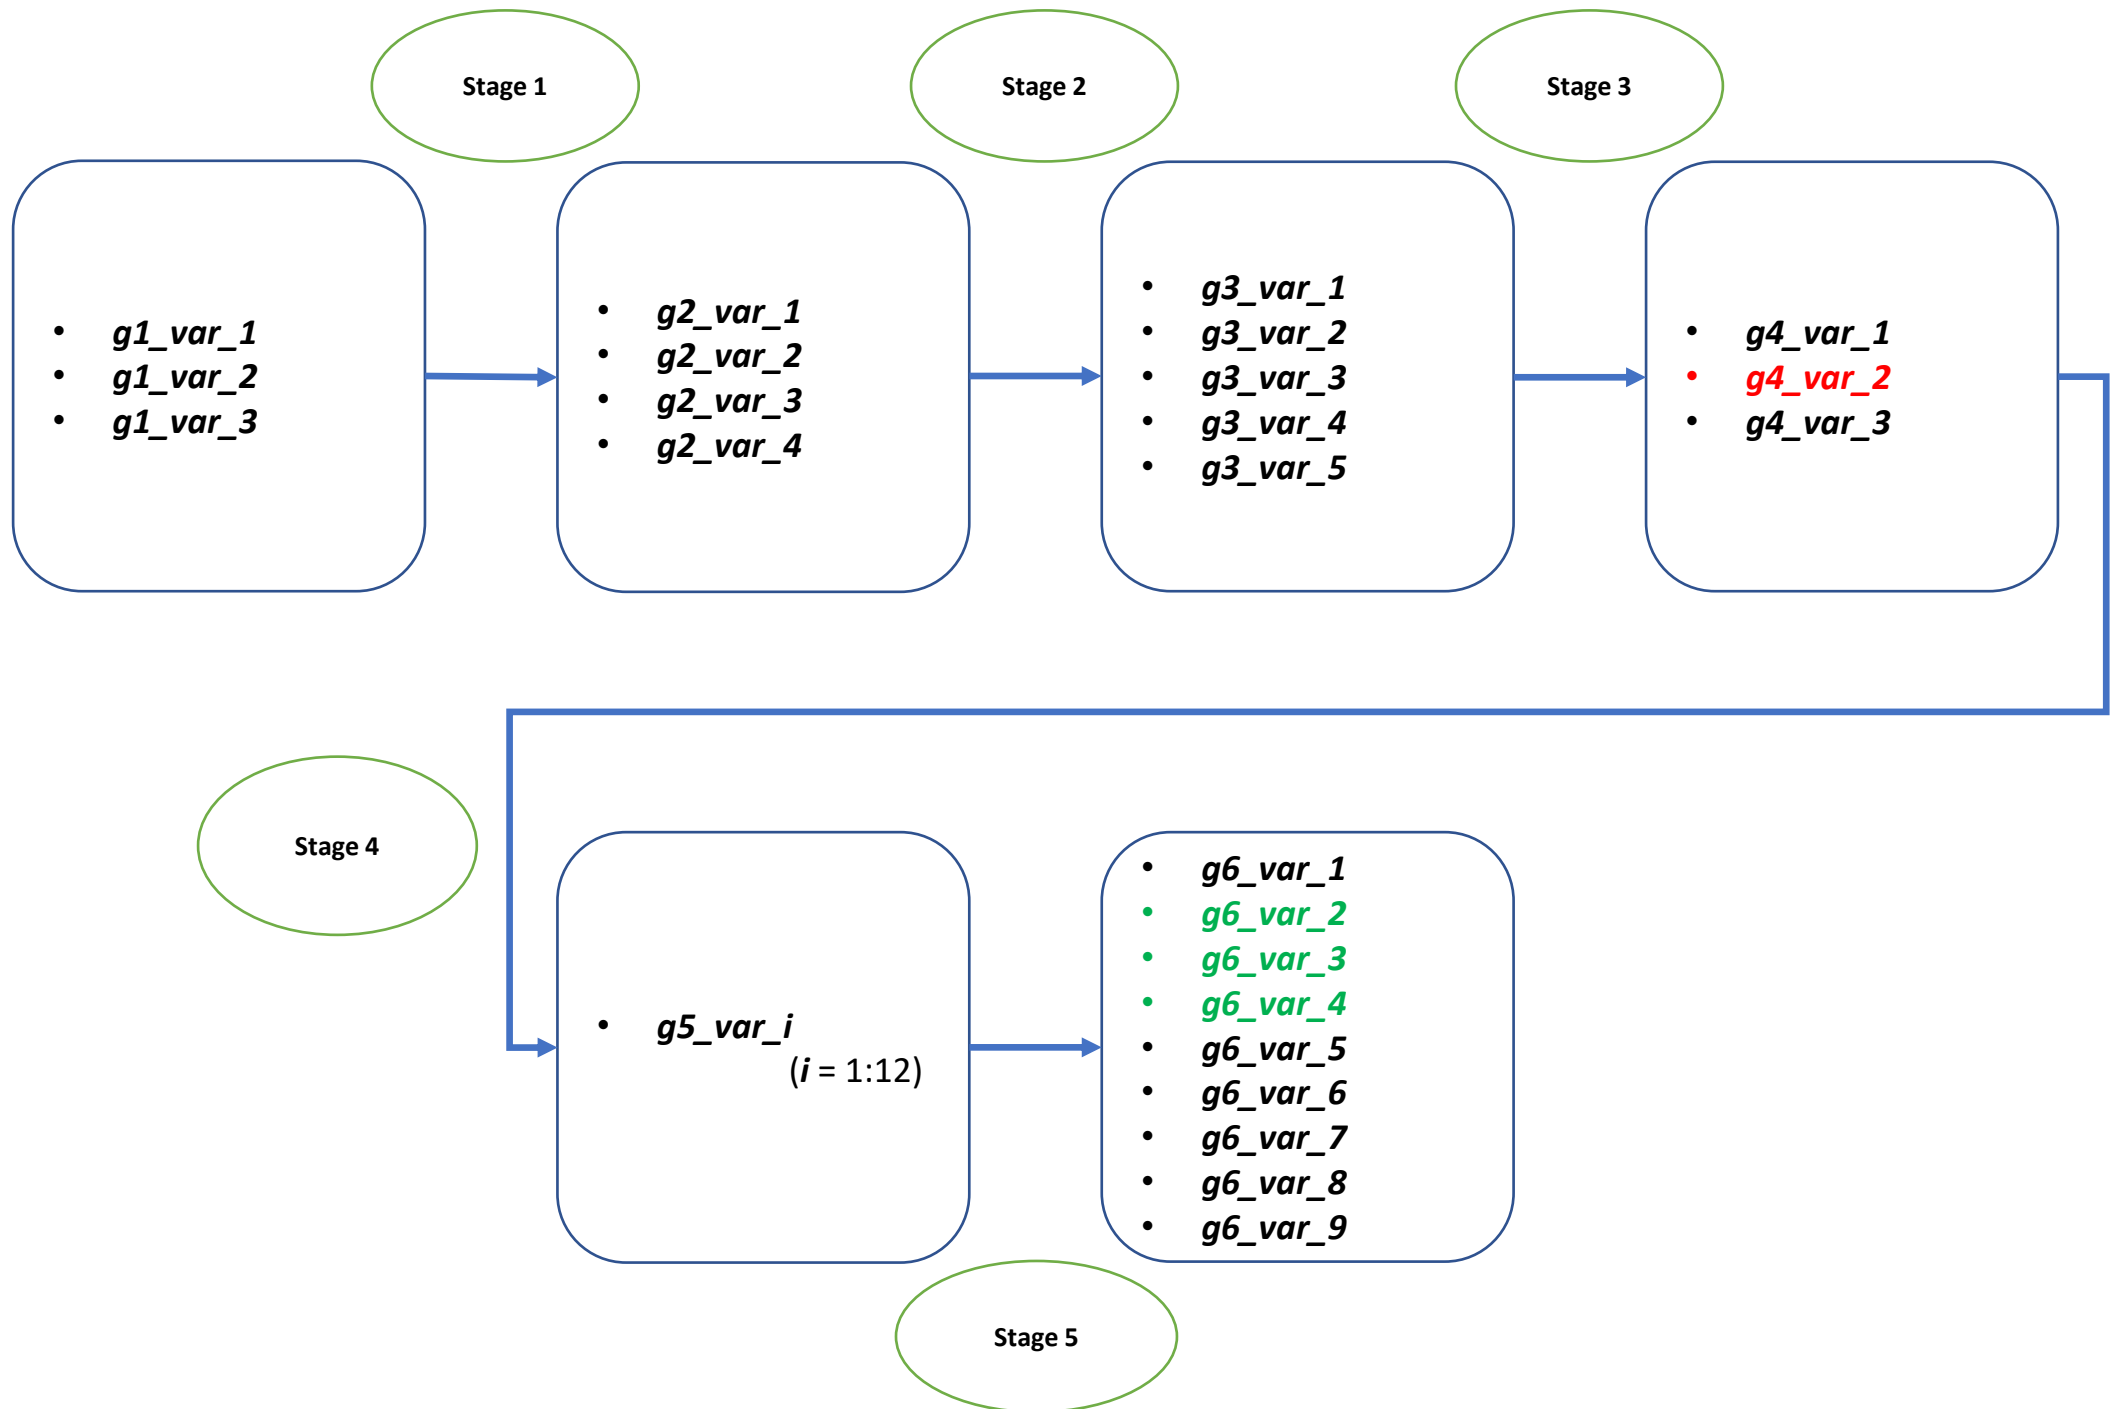 Stage 1
Stage 2
Stage 3
• g1_var_1
• g1_var_2
• g1_var_3
• g2_var_1
• g2_var_2
• g2_var_3
• g2_var_4
• g3_var_1
• g3_var_2
• g3_var_3
• g3_var_4
• g3_var_5
• g4_var_1
• g4_var_2
• g4_var_3
Stage 4
• g5_var_i
(i = 1:12)
• g6_var_1
• g6_var_2
• g6_var_3
• g6_var_4
• g6_var_5
• g6_var_6
• g6_var_7
• g6_var_8
• g6_var_9
Stage 5